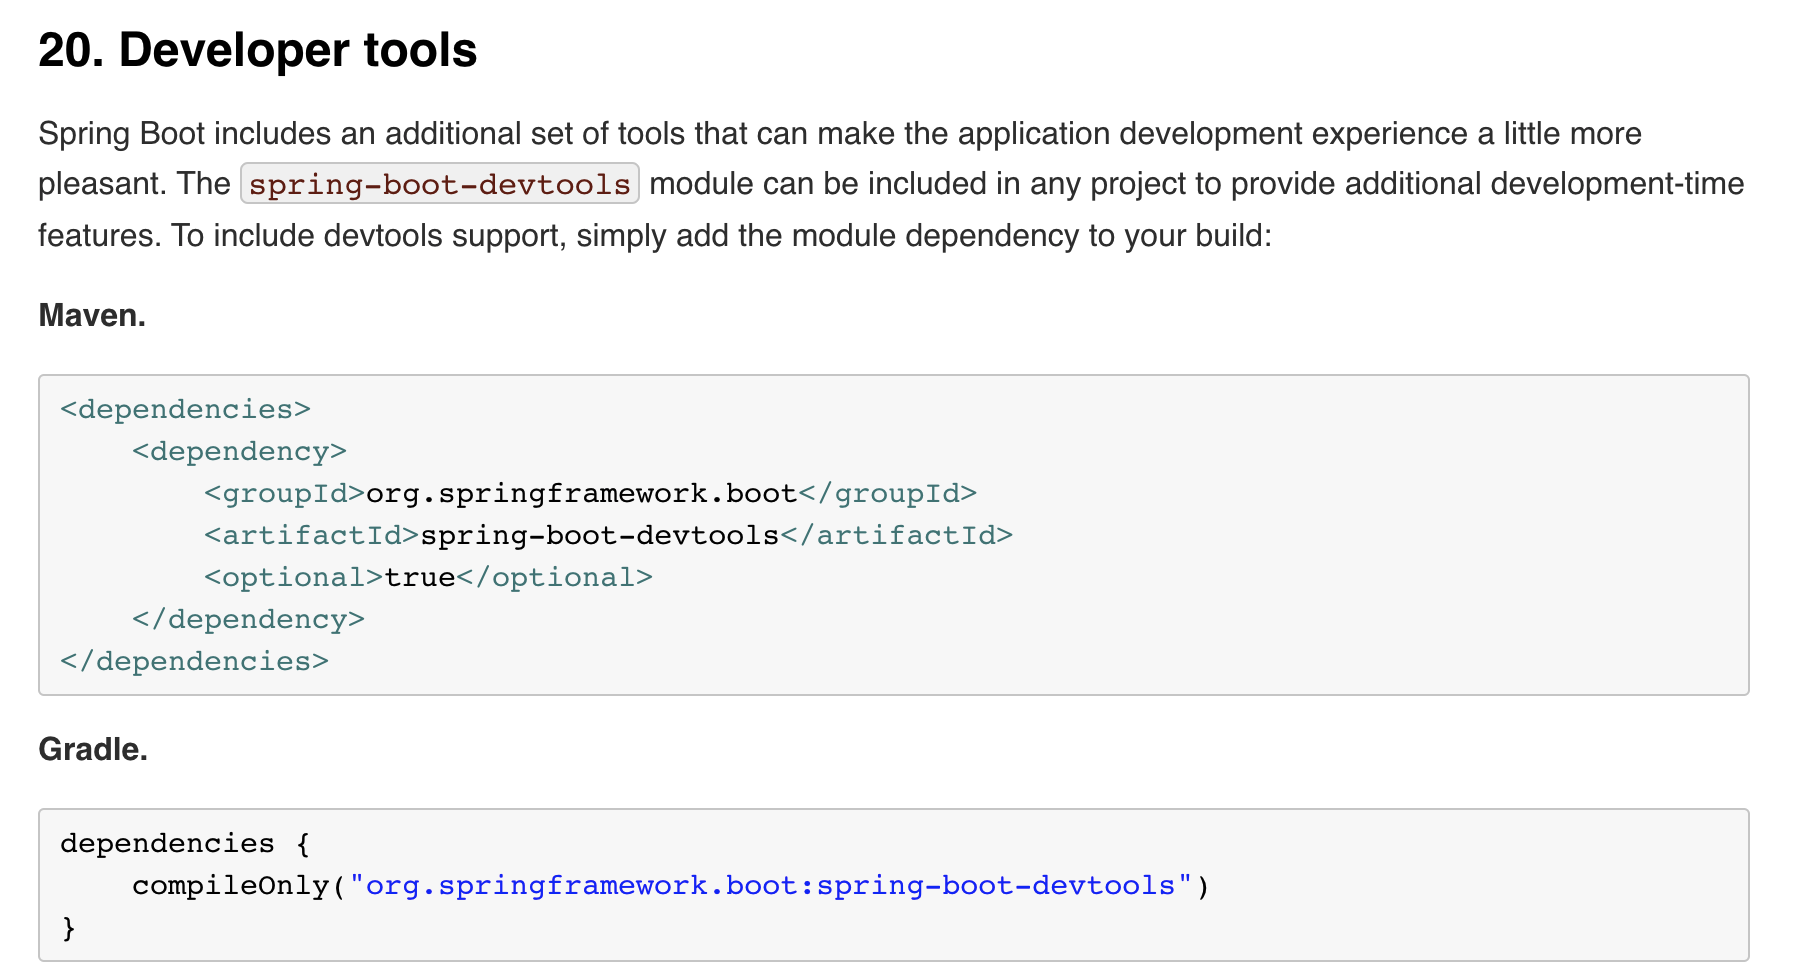 20. Developer tools
Spring Boot includes an additional set of tools that can make the application development experience a little more
pleasant. The spring-boot-devtools module can be included in any project to provide additional development-time
features. To include devtools support, simply add the module dependency to your build:
Maven.
<dependencies>
    <dependency>
        <groupId>org.springframework.boot</groupId>
        <artifactId>spring-boot-devtools</artifactId>
        <optional>true</optional>
    </dependency>
</dependencies>
Gradle.
dependencies {
    compileOnly("org.springframework.boot:spring-boot-devtools")
}